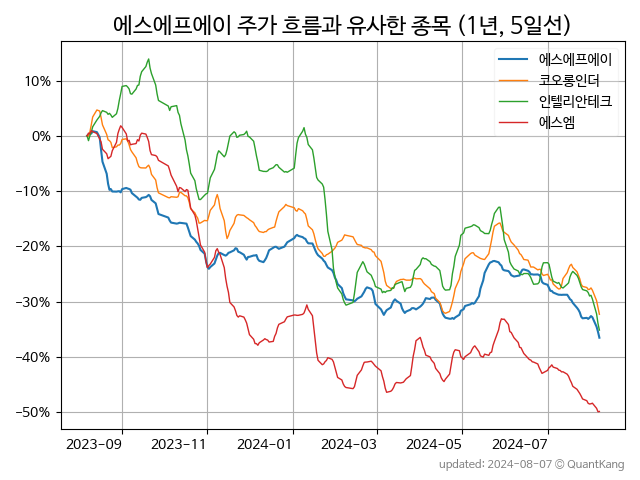 에스에프에이 주가 흐름과 유사한 종목 (1년, 5일선)
에스에프에이
코오롱인더
인텔리안테크
에스엠
10%
0%
−10%
−20%
−30%
−40%
−50%
2023-09 2023-11 2024-01 2024-03 2024-05 2024-07
updated: 2024-08-07 © QuantKang